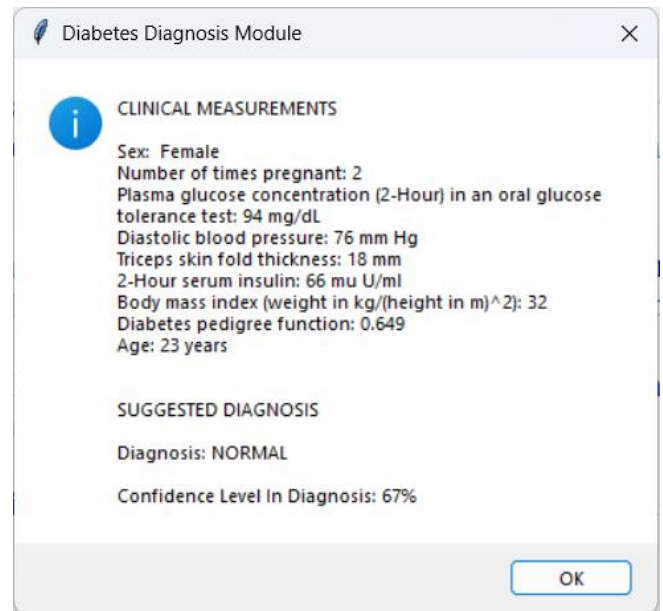 Diabetes Diagnosis Module
CLINICAL MEASUREMENTS
Sex:  Female
Number of times pregnant: 2
Plasma glucose concentration (2-Hour) in an oral glucose
tolerance test: 94 mg/dL
Diastolic blood pressure: 76 mm Hg
Triceps skin fold thickness: 18 mm
2-Hour serum insulin: 66 mu U/ml
Body mass index (weight in kg/(height in m)^2): 32
Diabetes pedigree function: 0.649
Age: 23 years
SUGGESTED DIAGNOSIS
Diagnosis: NORMAL
Confidence Level In Diagnosis: 67%
OK